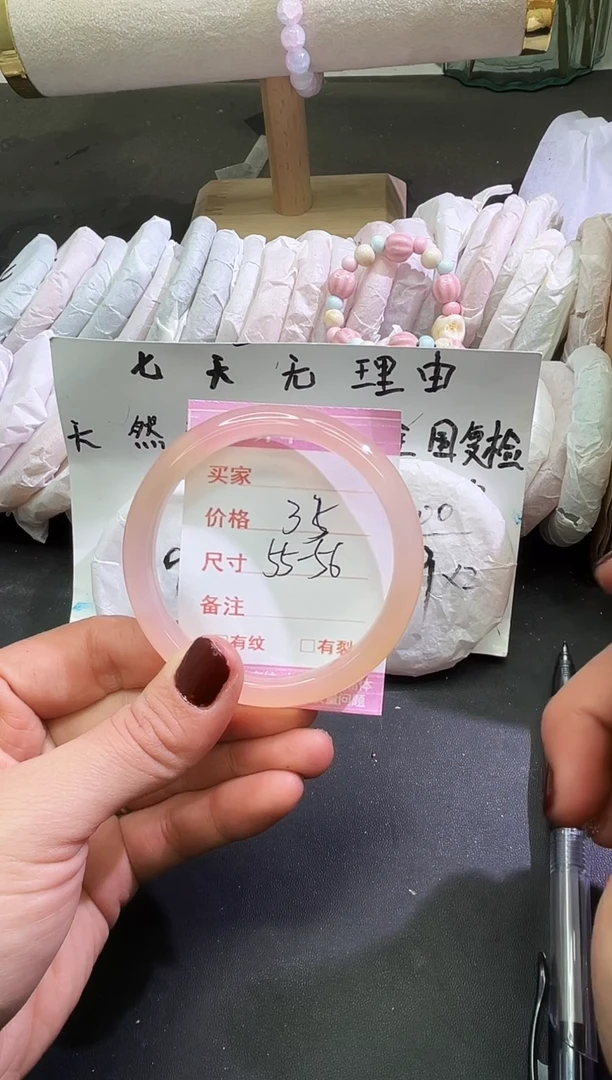 七天无理由
天然 全国复检
买家
价格 35
尺寸 55-56
备注
有纹 □有裂